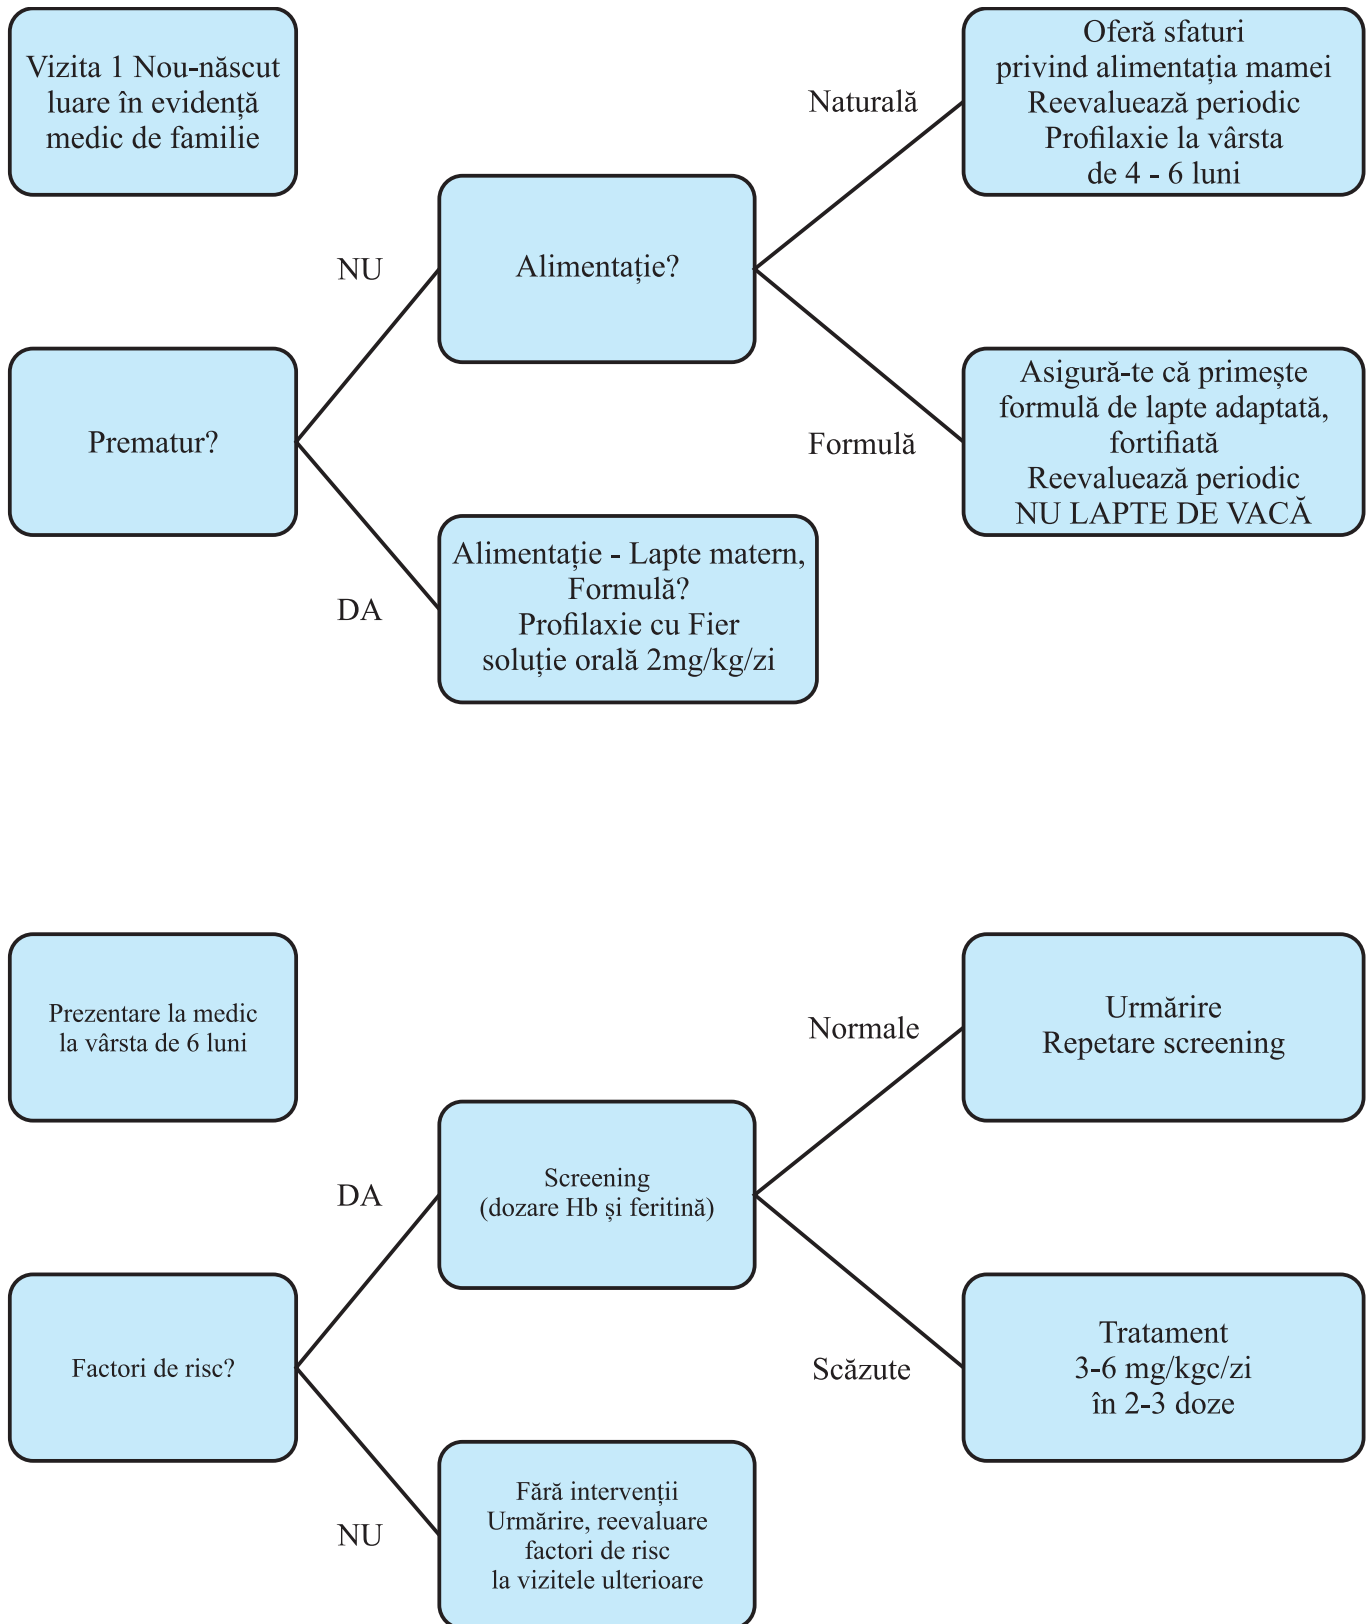 Vizita 1 Nou-născut
luare în evidență
medic de familie
Prematur?
NU
DA
Alimentație?
Alimentație - Lapte matern,
Formulă?
Profilaxie cu Fier
soluție orală 2mg/kg/zi
Naturală
Formulă
Oferă sfaturi
privind alimentația mamei
Reevaluează periodic
Profilaxie la vârsta
de 4 - 6 luni
Asigură-te că primește
formulă de lapte adaptată,
fortifiată
Reevaluează periodic
NU LAPTE DE VACĂ
Prezentare la medic
la vârsta de 6 luni
Factori de risc?
DA
NU
Screening
(dozare Hb și feritină)
Fără intervenții
Urmărire, reevaluare
factori de risc
la vizitele ulterioare
Normale
Scăzute
Urmărire
Repetare screening
Tratament
3-6 mg/kgc/zi
în 2-3 doze